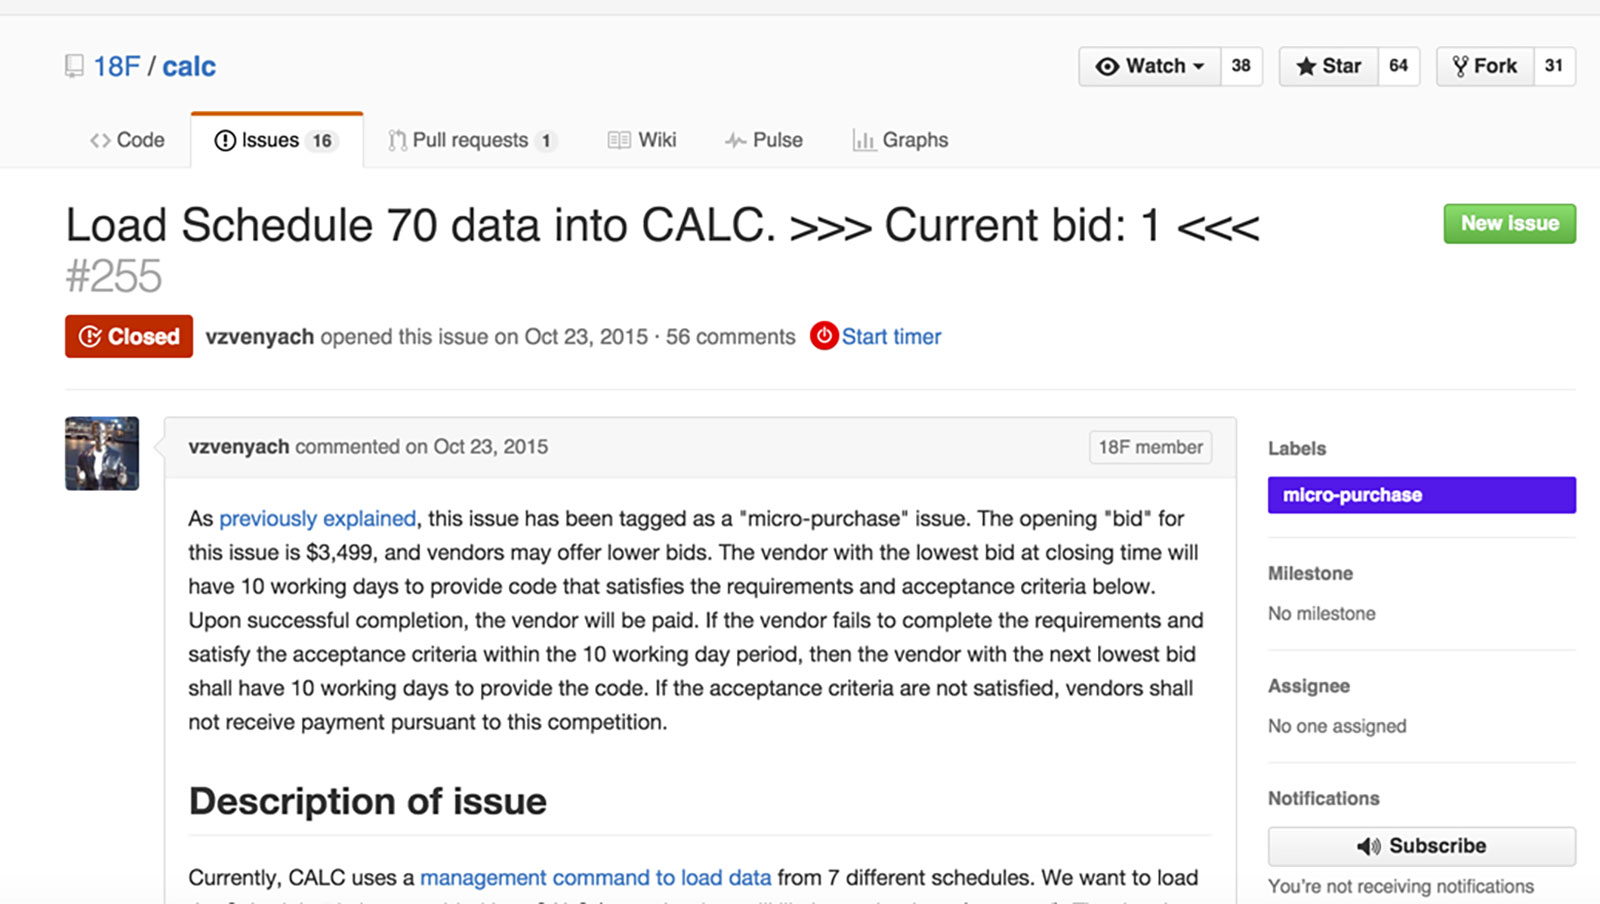 18F / calc
Watch 38 Star 64 Fork 31
Code Issues 16 Pull requests 1 Wiki Pulse Graphs
Load Schedule 70 data into CALC. >>> Current bid: 1 <<<
#255
New issue
Closed vzvenyach opened this issue on Oct 23, 2015 · 56 comments Start timer
vzvenyach commented on Oct 23, 2015 18F member
As previously explained, this issue has been tagged as a "micro-purchase" issue. The opening "bid" for
this issue is $3,499, and vendors may offer lower bids. The vendor with the lowest bid at closing time will
have 10 working days to provide code that satisfies the requirements and acceptance criteria below.
Upon successful completion, the vendor will be paid. If the vendor fails to complete the requirements and
satisfy the acceptance criteria within the 10 working day period, then the vendor with the next lowest bid
shall have 10 working days to provide the code. If the acceptance criteria are not satisfied, vendors shall
not receive payment pursuant to this competition.
Description of issue
Currently, CALC uses a management command to load data from 7 different schedules. We want to load
Labels
micro-purchase
Milestone
No milestone
Assignee
No one assigned
Notifications
Subscribe
You're not receiving notifications